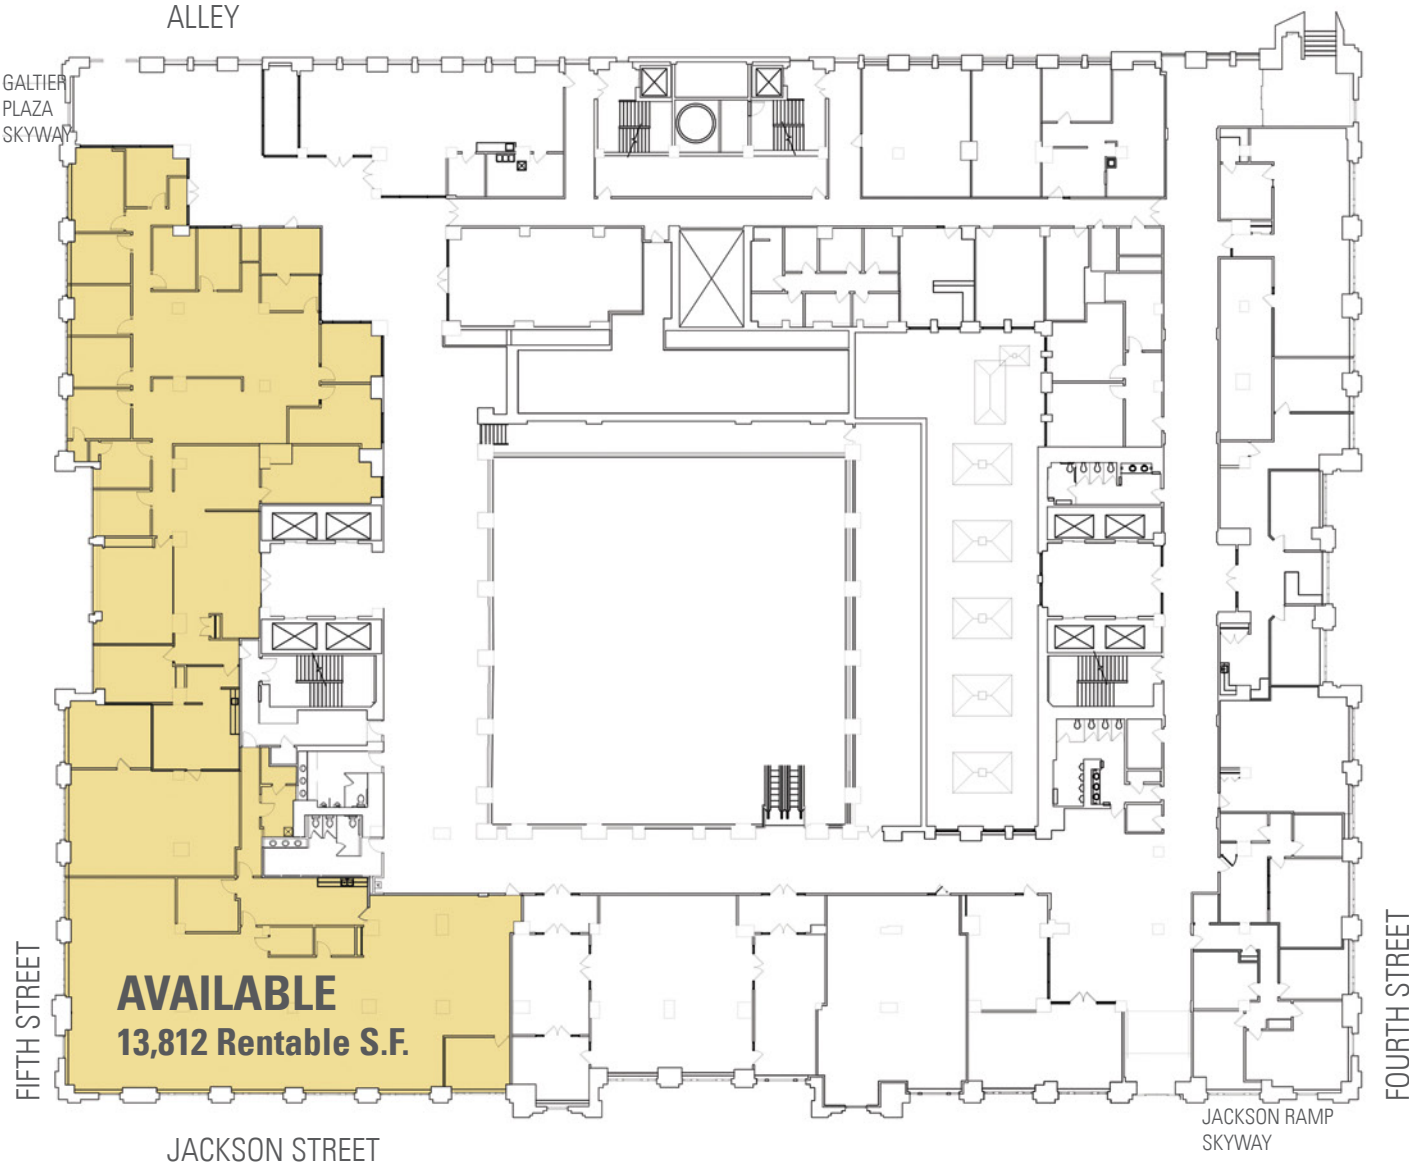 ALLEY
GALTIER
PLAZA
SKYWAY
AVAILABLE
13,812 Rentable S.F.
FIFTH STREET
FOURTH STREET
JACKSON RAMP
SKYWAY
JACKSON STREET